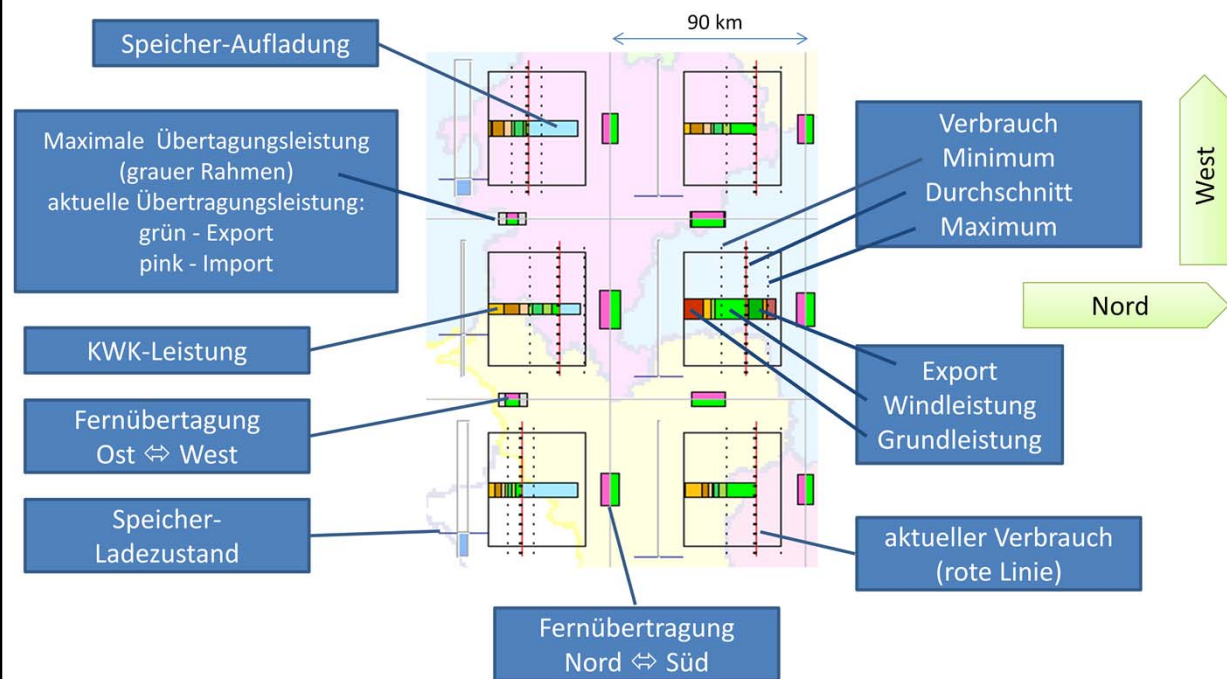 90 km
Speicher-Aufladung
Maximale Übertagungsleistung
(grauer Rahmen)
aktuelle Übertragungsleistung:
grün - Export
pink - Import
KWK-Leistung
Fernübertagung
Ost ⇔ West
Speicher-
Ladezustand
Fernübertragung
Nord ⇔ Süd
Verbrauch
Minimum
Durchschnitt
Maximum
West
Nord
Export
Windleistung
Grundleistung
aktueller Verbrauch
(rote Linie)